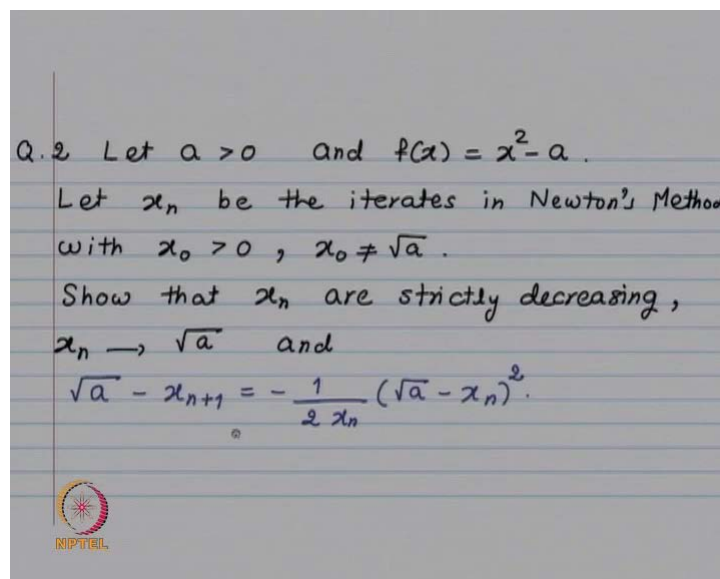 Q.2 Let a > 0 and f(x) = x² - a.
Let xₙ be the iterates in Newton's Method
with x₀ > 0 , x₀ ≠ √a .
Show that xₙ are strictly decreasing,
xₙ → √a and
√a - xₙ₊₁ = - 1/(2 xₙ) (√a - xₙ)².
NPTEL